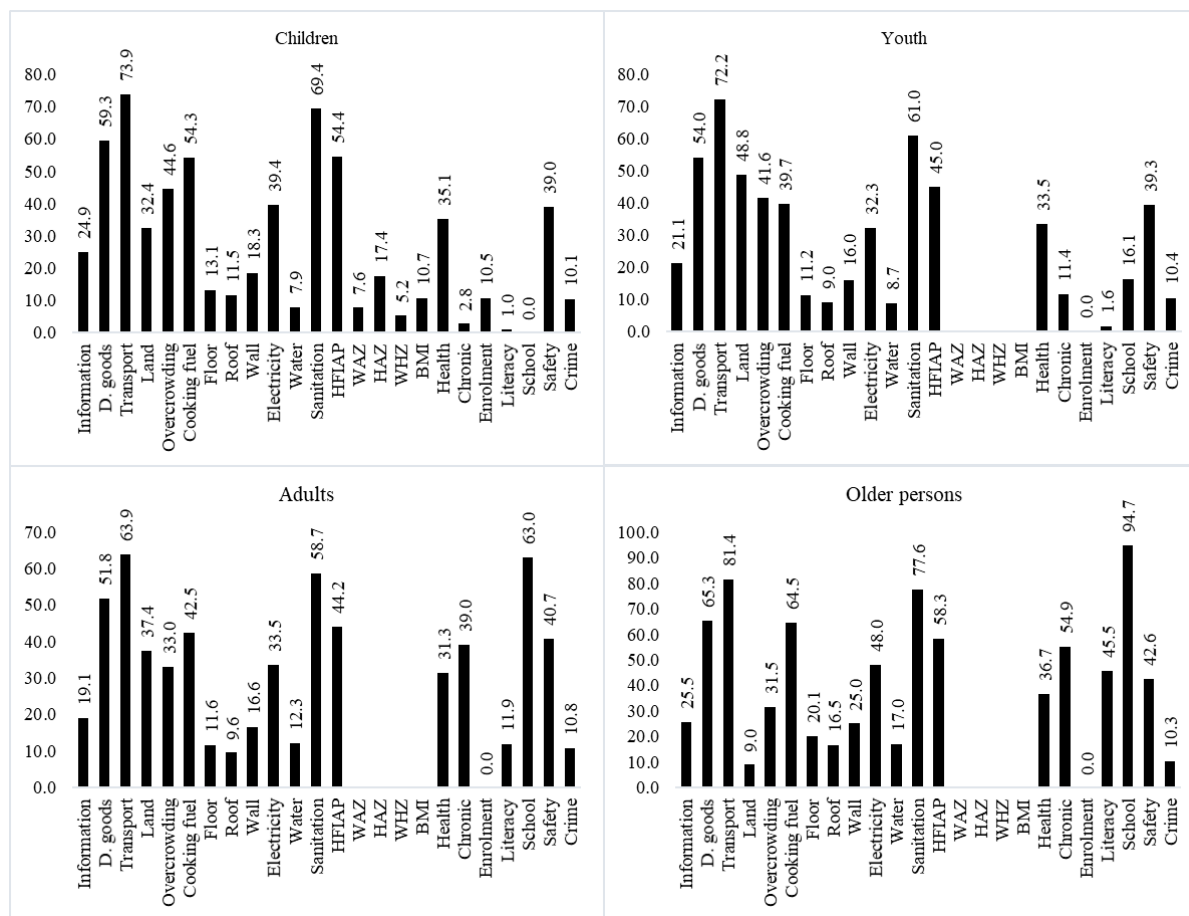 Children
80.0
70.0
60.0
50.0
40.0
30.0
20.0
10.0
0.0
24.9
59.3
73.9
32.4
44.6
54.3
13.1
11.5
18.3
39.4
7.9
69.4
54.4
7.6
17.4
5.2
10.7
35.1
2.8
10.5
1.0
0.0
39.0
10.1
Information
D. goods
Transport
Land
Overcrowding
Cooking fuel
Floor
Roof
Wall
Electricity
Water
Sanitation
HFIAP
WAZ
HAZ
WHZ
BMI
Health
Chronic
Enrolment
Literacy
School
Safety
Crime
Youth
80.0
70.0
60.0
50.0
40.0
30.0
20.0
10.0
0.0
21.1
54.0
72.2
48.8
41.6
39.7
11.2
9.0
16.0
32.3
8.7
61.0
45.0
33.5
11.4
0.0
1.6
16.1
39.3
10.4
Information
D. goods
Transport
Land
Overcrowding
Cooking fuel
Floor
Roof
Wall
Electricity
Water
Sanitation
HFIAP
WAZ
HAZ
WHZ
BMI
Health
Chronic
Enrolment
Literacy
School
Safety
Crime
Adults
70.0
60.0
50.0
40.0
30.0
20.0
10.0
0.0
19.1
51.8
63.9
37.4
33.0
42.5
11.6
9.6
16.6
33.5
12.3
58.7
44.2
31.3
39.0
0.0
11.9
63.0
40.7
10.8
Information
D. goods
Transport
Land
Overcrowding
Cooking fuel
Floor
Roof
Wall
Electricity
Water
Sanitation
HFIAP
WAZ
HAZ
WHZ
BMI
Health
Chronic
Enrolment
Literacy
School
Safety
Crime
Older persons
100.0
90.0
80.0
70.0
60.0
50.0
40.0
30.0
20.0
10.0
0.0
25.5
65.3
81.4
9.0
31.5
64.5
20.1
16.5
25.0
48.0
17.0
77.6
58.3
36.7
54.9
0.0
45.5
94.7
42.6
10.3
Information
D. goods
Transport
Land
Overcrowding
Cooking fuel
Floor
Roof
Wall
Electricity
Water
Sanitation
HFIAP
WAZ
HAZ
WHZ
BMI
Health
Chronic
Enrolment
Literacy
School
Safety
Crime